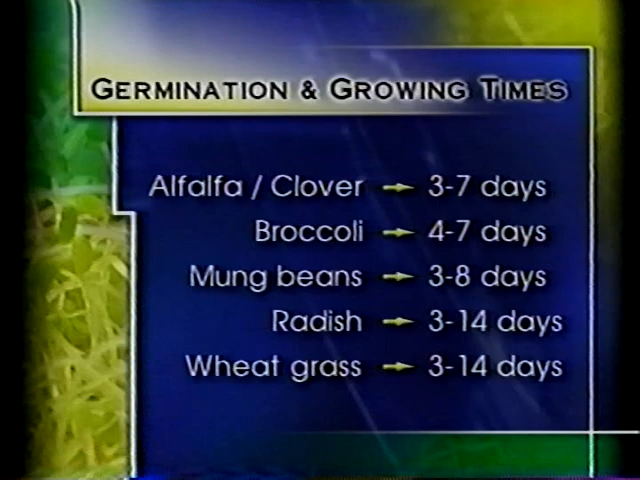 GERMINATION & GROWING TIMES
Alfalfa / Clover → 3-7 days
Broccoli → 4-7 days
Mung beans → 3-8 days
Radish → 3-14 days
Wheat grass → 3-14 days